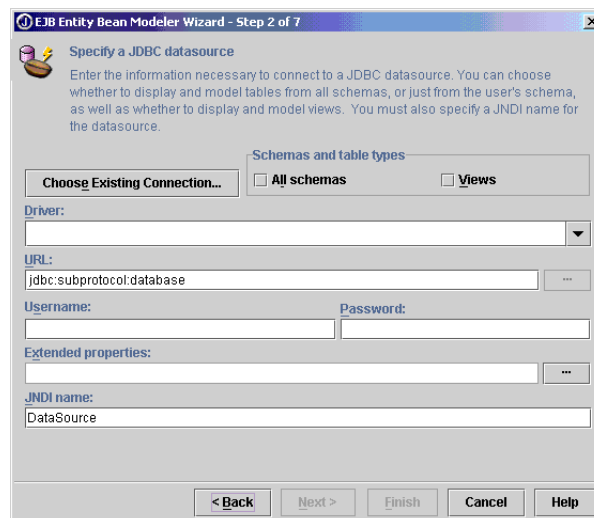 EJB Entity Bean Modeler Wizard - Step 2 of 7
Specify a JDBC datasource
Enter the information necessary to connect to a JDBC datasource. You can choose
whether to display and model tables from all schemas, or just from the user's schema,
as well as whether to display and model views. You must also specify a JNDI name for
the datasource.
Schemas and table types
Choose Existing Connection...
All schemas
Views
Driver:
URL:
jdbc:subprotocol:database
...
Username:
Password:
Extended properties:
...
JNDI name:
DataSource
< Back
Next >
Finish
Cancel
Help